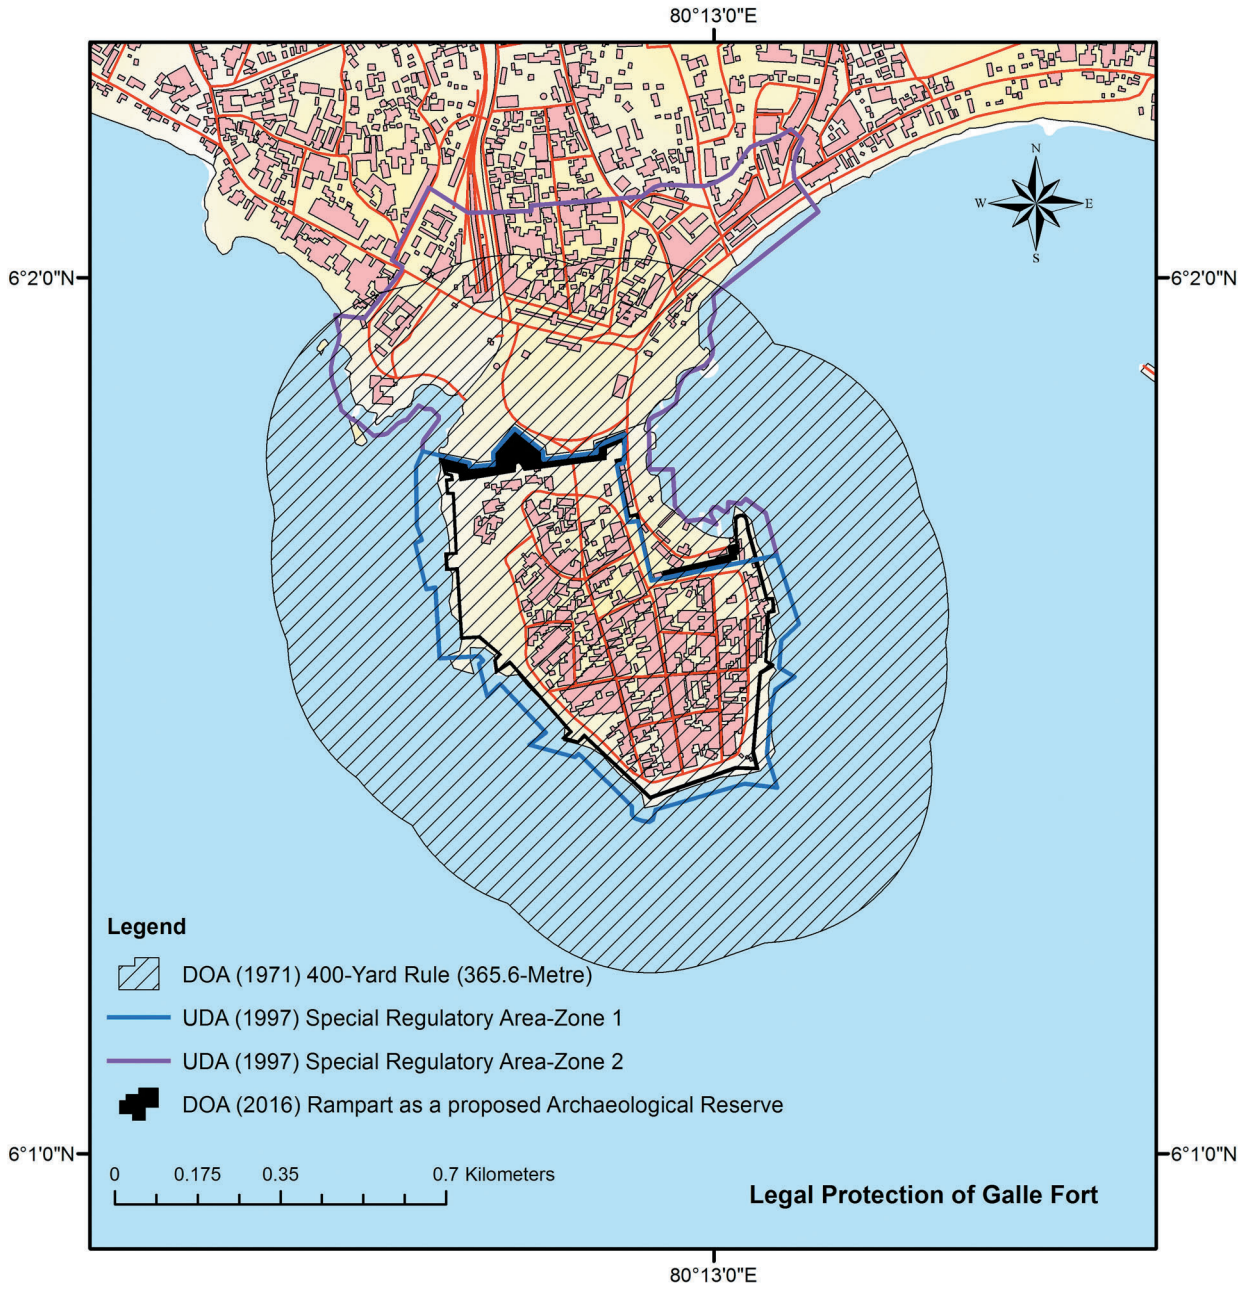 80°13'0"E
N
W E
S
6°2'0"N 6°2'0"N
Legend
DOA (1971) 400-Yard Rule (365.6-Metre)
UDA (1997) Special Regulatory Area-Zone 1
UDA (1997) Special Regulatory Area-Zone 2
DOA (2016) Rampart as a proposed Archaeological Reserve
6°1'0"N 6°1'0"N
0 0.175 0.35 0.7 Kilometers
Legal Protection of Galle Fort
80°13'0"E